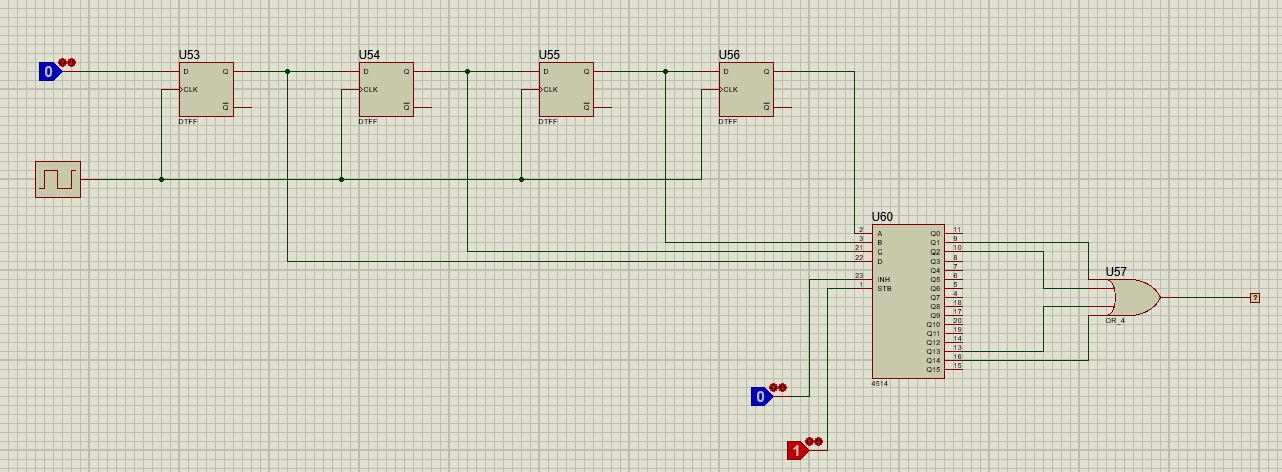 U53
U54
U55
U56
0
D
Q
D
Q
D
Q
D
Q
CLK
CLK
CLK
CLK
Q
Q
Q
Q
DTFF
DTFF
DTFF
DTFF
U60
2 A Q0 11
3 B Q1 9
21 C Q2 10
22 D Q3 8
Q4 7
23 INH Q5 6
1 STB Q6 5
Q7 4
Q8 18
Q9 17
Q10 20
Q11 19
Q12 14
Q13 13
Q14 16
Q15 15
4514
U57
?
OR_4
0
1